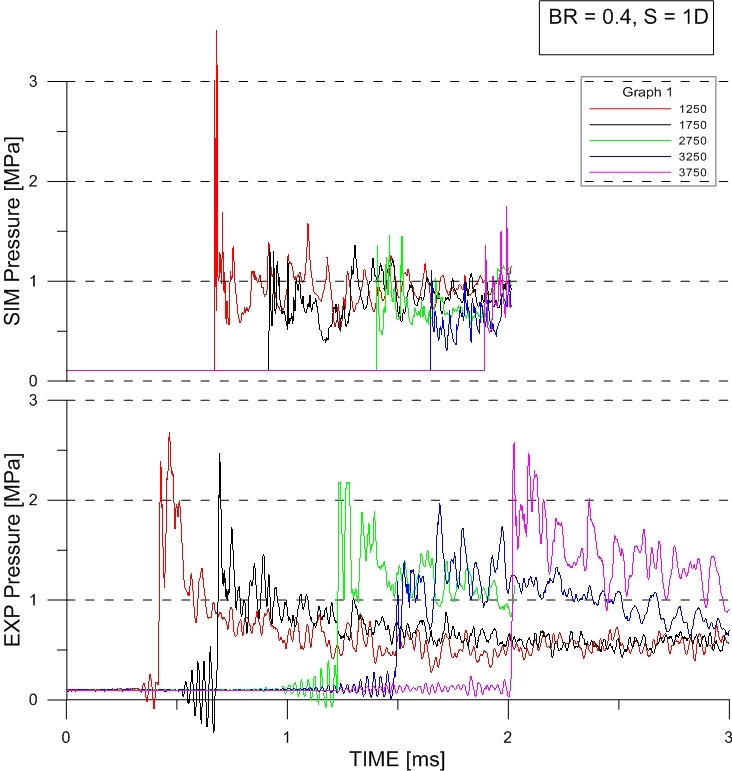 BR = 0.4, S = 1D
Graph 1
1250
1750
2750
3250
3750
SIM Pressure [MPa]
3
2
1
0
EXP Pressure [MPa]
3
2
1
0
0 1 2 3
TIME [ms]